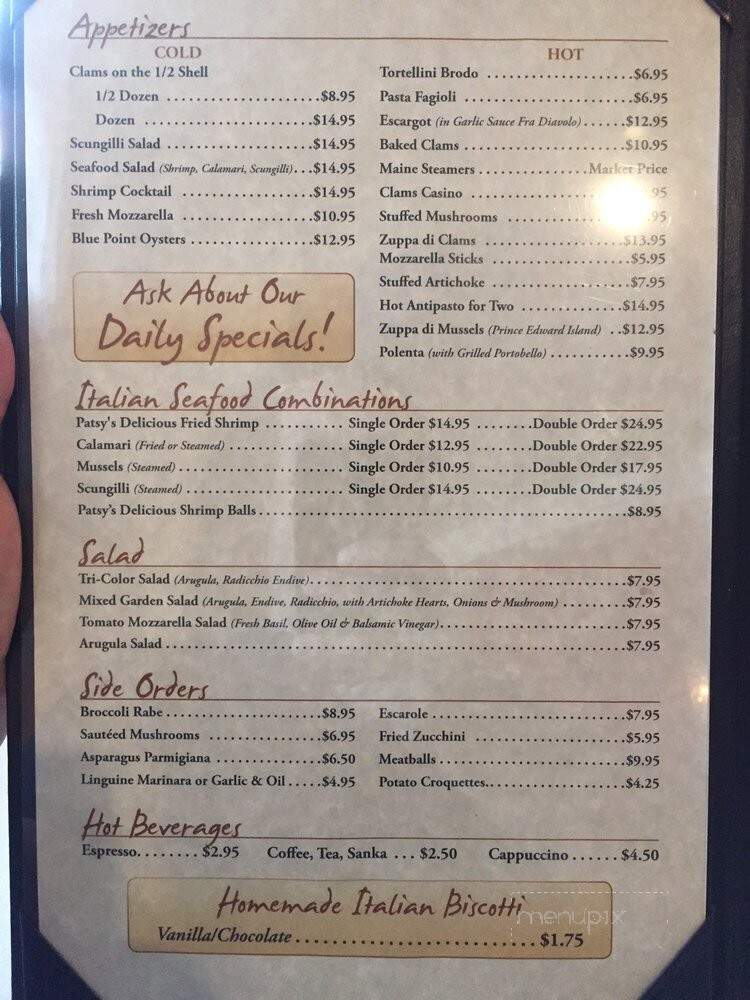 Appetizers
COLD
Clams on the 1/2 Shell
1/2 Dozen ......................$8.95
Dozen .........................$14.95
Scungilli Salad ......................$14.95
Seafood Salad (Shrimp, Calamari, Scungilli)...$14.95
Shrimp Cocktail ....................$14.95
Fresh Mozzarella ...................$10.95
Blue Point Oysters ...................$12.95
HOT
Tortellini Brodo .....................$6.95
Pasta Fagioli ........................$6.95
Escargot (in Garlic Sauce Fra Diavolo)......$12.95
Baked Clams .......................$10.95
Maine Steamers ...............Market Price
Clams Casino ............95
Stuffed Mushrooms ........95
Zuppa di Clams ...................$13.95
Mozzarella Sticks ....................$5.95
Stuffed Artichoke ....................$7.95
Hot Antipasto for Two ..............$14.95
Zuppa di Mussels (Prince Edward Island) ..$12.95
Polenta (with Grilled Portobello) ...........$9.95
Ask About Our
Daily Specials!
Italian Seafood Combinations
Patsy's Delicious Fried Shrimp ........... Single Order $14.95 ........Double Order $24.95
Calamari (Fried or Steamed) ................ Single Order $12.95 ........Double Order $22.95
Mussels (Steamed) ....................... Single Order $10.95 ........Double Order $17.95
Scungilli (Steamed) ...................... Single Order $14.95 ........Double Order $24.95
Patsy's Delicious Shrimp Balls ....................................................$8.95
Salad
Tri-Color Salad (Arugula, Radicchio Endive).............................................$7.95
Mixed Garden Salad (Arugula, Endive, Radicchio, with Artichoke Hearts, Onions & Mushroom) .........$7.95
Tomato Mozzarella Salad (Fresh Basil, Olive Oil & Balsamic Vinegar)..........................$7.95
Arugula Salad .................................................................$7.95
Side Orders
Broccoli Rabe ......................$8.95
Sautéed Mushrooms .................$6.95
Asparagus Parmigiana ...............$6.50
Linguine Marinara or Garlic & Oil .....$4.95
Escarole ...........................$7.95
Fried Zucchini ......................$5.95
Meatballs ..........................$9.95
Potato Croquettes....................$4.25
Hot Beverages
Espresso........ $2.95 Coffee, Tea, Sanka ... $2.50 Cappuccino ...... $4.50
Homemade Italian Biscotti
Vanilla/Chocolate .......................... $1.75
menupix